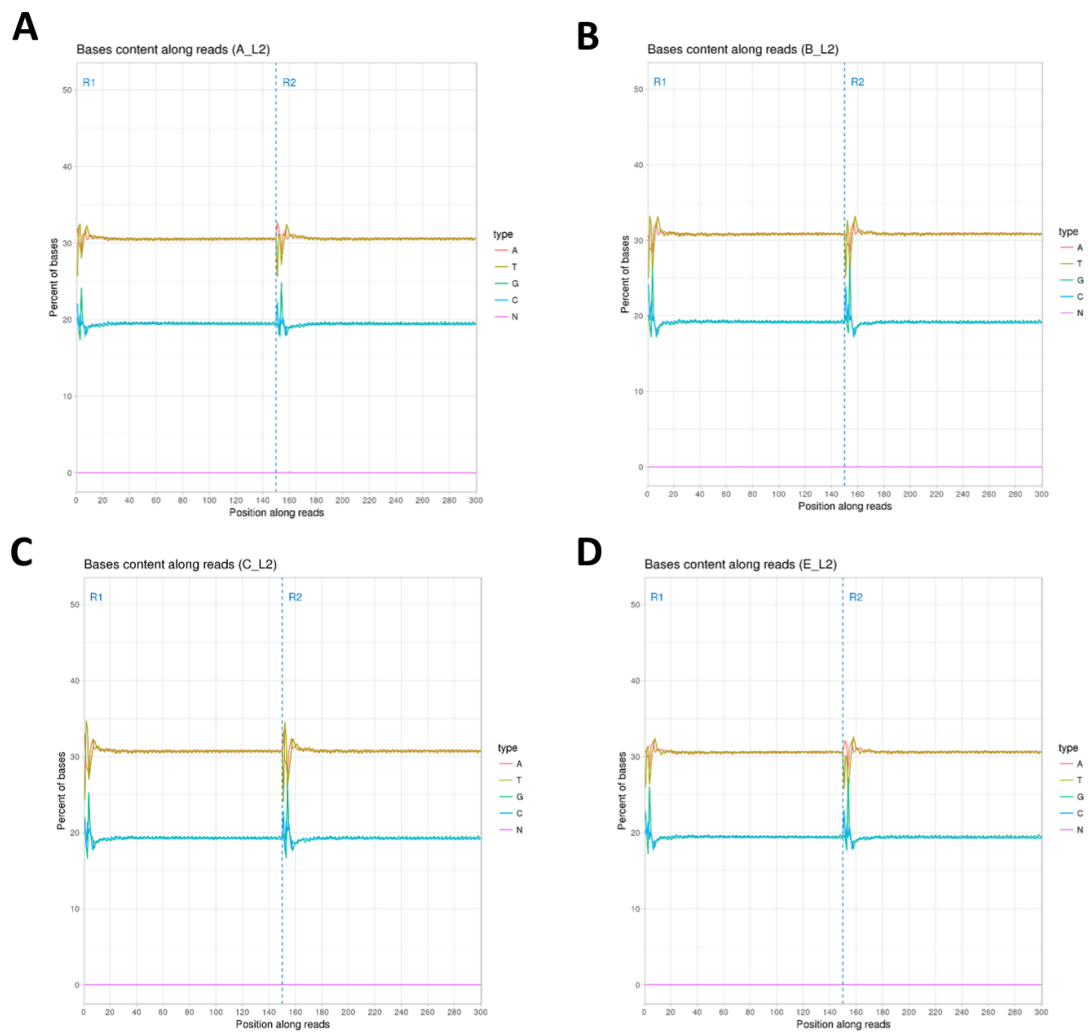 A
Bases content along reads (A_L2)
R1
R2
Percent of bases
50
40
30
20
10
0
0 20 40 60 80 100 120 140 160 180 200 220 240 260 280 300
Position along reads
type
A
T
G
C
N
B
Bases content along reads (B_L2)
R1
R2
Percent of bases
50
40
30
20
10
0
0 20 40 60 80 100 120 140 160 180 200 220 240 260 280 300
Position along reads
type
A
T
G
C
N
C
Bases content along reads (C_L2)
R1
R2
Percent of bases
50
40
30
20
10
0
0 20 40 60 80 100 120 140 160 180 200 220 240 260 280 300
Position along reads
type
A
T
G
C
N
D
Bases content along reads (E_L2)
R1
R2
Percent of bases
50
40
30
20
10
0
0 20 40 60 80 100 120 140 160 180 200 220 240 260 280 300
Position along reads
type
A
T
G
C
N